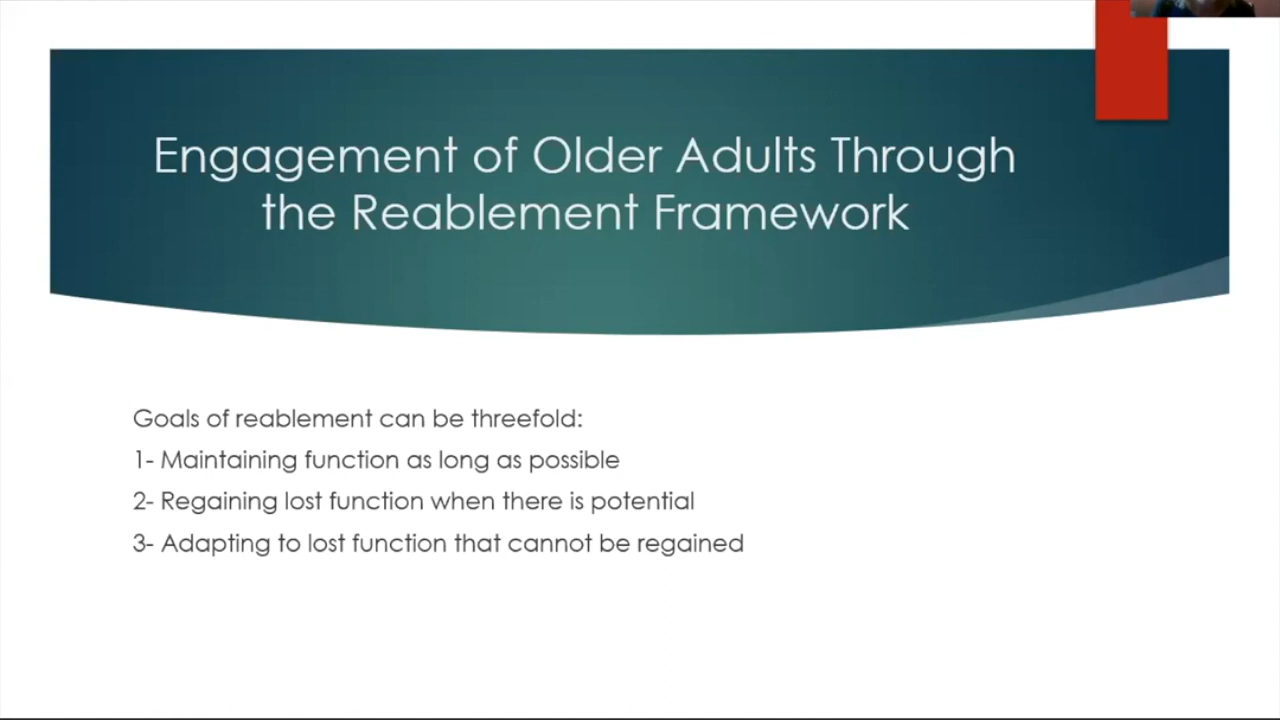 Engagement of Older Adults Through
the Reablement Framework
Goals of reablement can be threefold:
1- Maintaining function as long as possible
2- Regaining lost function when there is potential
3- Adapting to lost function that cannot be regained